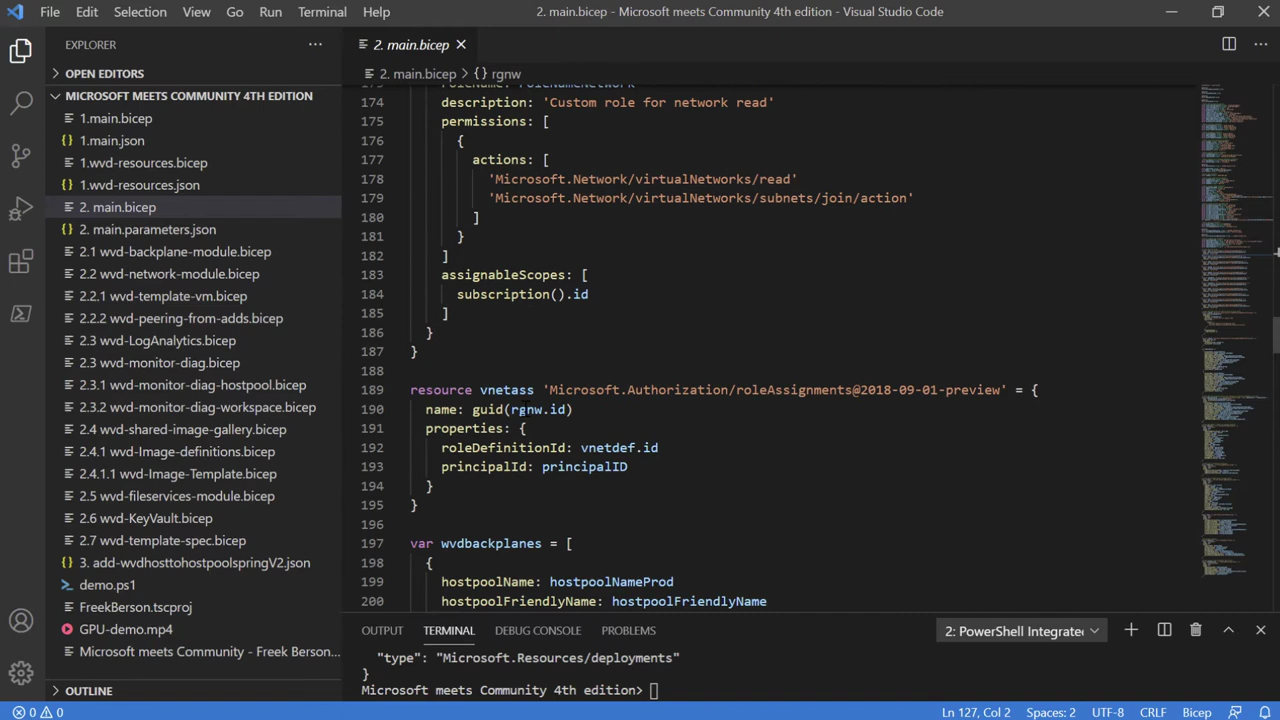 File Edit Selection View Go Run Terminal Help 2. main.bicep - Microsoft meets Community 4th edition - Visual Studio Code
EXPLORER
OPEN EDITORS
MICROSOFT MEETS COMMUNITY 4TH EDITION
1.main.bicep
{} 1.main.json
1.wvd-resources.bicep
{} 1.wvd-resources.json
2. main.bicep
{} 2. main.parameters.json
2.1 wvd-backplane-module.bicep
2.2 wvd-network-module.bicep
2.2.1 wvd-template-vm.bicep
2.2.2 wvd-peering-from-adds.bicep
2.3 wvd-LogAnalytics.bicep
2.3 wvd-monitor-diag.bicep
2.3.1 wvd-monitor-diag-hostpool.bicep
2.3.1 wvd-monitor-diag-workspace.bicep
2.4 wvd-shared-image-gallery.bicep
2.4.1 wvd-Image-definitions.bicep
2.4.1.1 wvd-Image-Template.bicep
2.5 wvd-fileservices-module.bicep
2.6 wvd-KeyVault.bicep
2.7 wvd-template-spec.bicep
{} 3. add-wvdhosttohostpoolspringV2.json
demo.ps1
FreekBerson.tscproj
GPU-demo.mp4
Microsoft meets Community - Freek Berson...
OUTLINE
2. main.bicep
2. main.bicep > {} rgnw
173 roleName: roleNameNetwork
174 description: 'Custom role for network read'
175 permissions: [
176 {
177 actions: [
178 'Microsoft.Network/virtualNetworks/read'
179 'Microsoft.Network/virtualNetworks/subnets/join/action'
180 ]
181 }
182 ]
183 assignableScopes: [
184 subscription().id
185 ]
186 }
187 }
188
189 resource vnetass 'Microsoft.Authorization/roleAssignments@2018-09-01-preview' = {
190 name: guid(rgnw.id)
191 properties: {
192 roleDefinitionId: vnetdef.id
193 principalId: principalID
194 }
195 }
196
197 var wvdbackplanes = [
198 {
199 hostpoolName: hostpoolNameProd
200 hostpoolFriendlyName: hostpoolFriendlyName
OUTPUT TERMINAL DEBUG CONSOLE PROBLEMS 2: PowerShell Integrated
"type": "Microsoft.Resources/deployments"
}
Microsoft meets Community 4th edition>
0 0 Ln 127, Col 2 Spaces: 2 UTF-8 CRLF Bicep